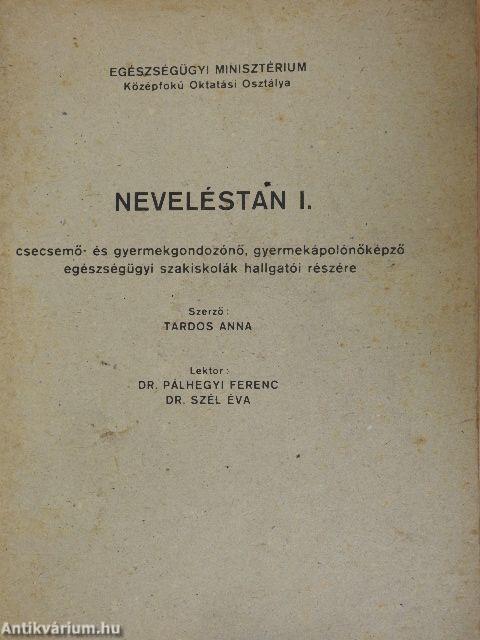 EGÉSZSÉGÜGYI MINISZTÉRIUM
Középfokú Oktatási Osztálya
NEVELÉSTAN I.
csecsemő- és gyermekgondozónő, gyermekápolónőképző
egészségügyi szakiskolák hallgatói részére
Szerző:
TARDOS ANNA
Lektor:
DR. PÁLHEGYI FERENC
DR. SZÉL ÉVA
Antikvárium.hu